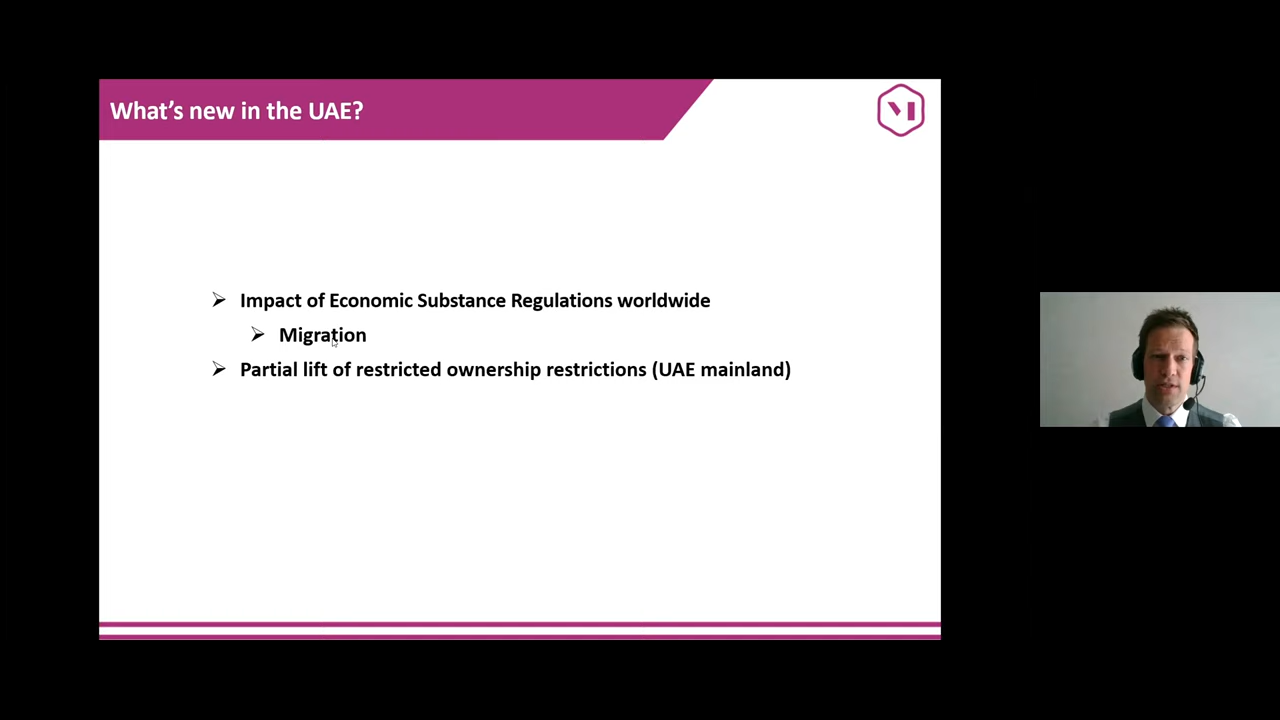 What's new in the UAE?
Impact of Economic Substance Regulations worldwide
Migration
Partial lift of restricted ownership restrictions (UAE mainland)